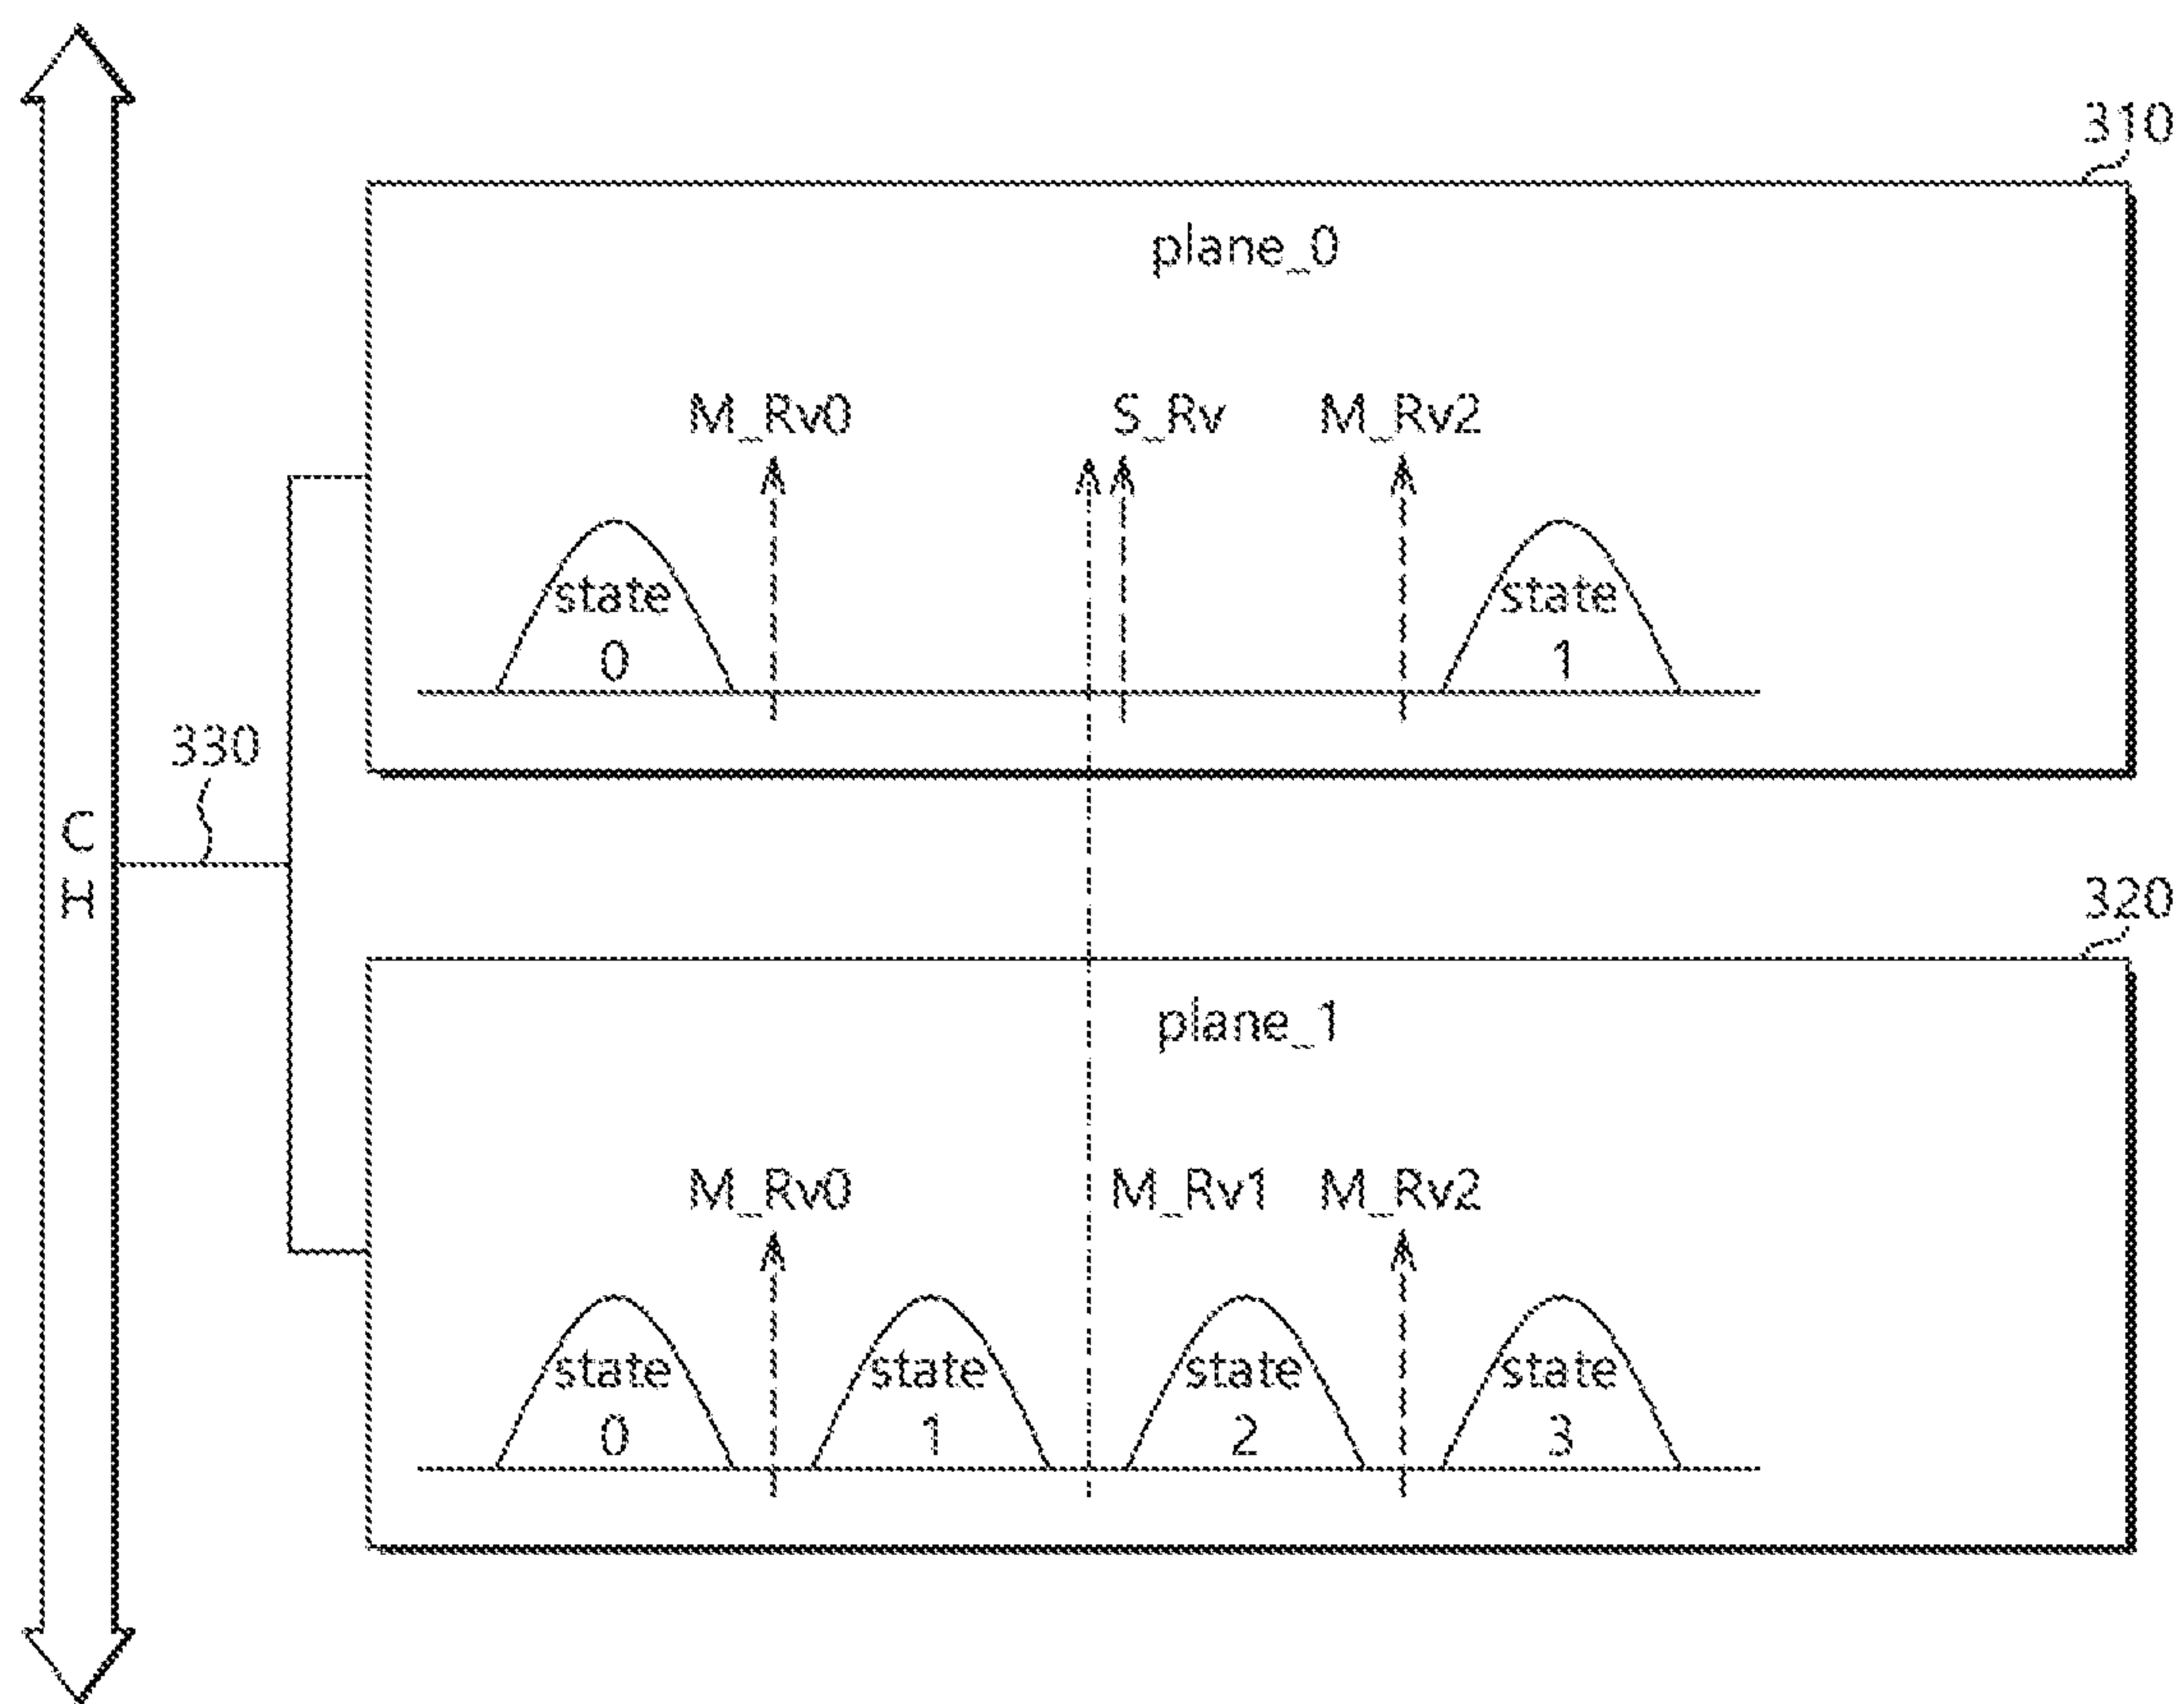 310
plane_0
M_Rv0 S_Rv M_Rv2
state state
0 1
330
C
H
320
plane_1
M_Rv0 M_Rv1 M_Rv2
state state state state
0 1 2 3